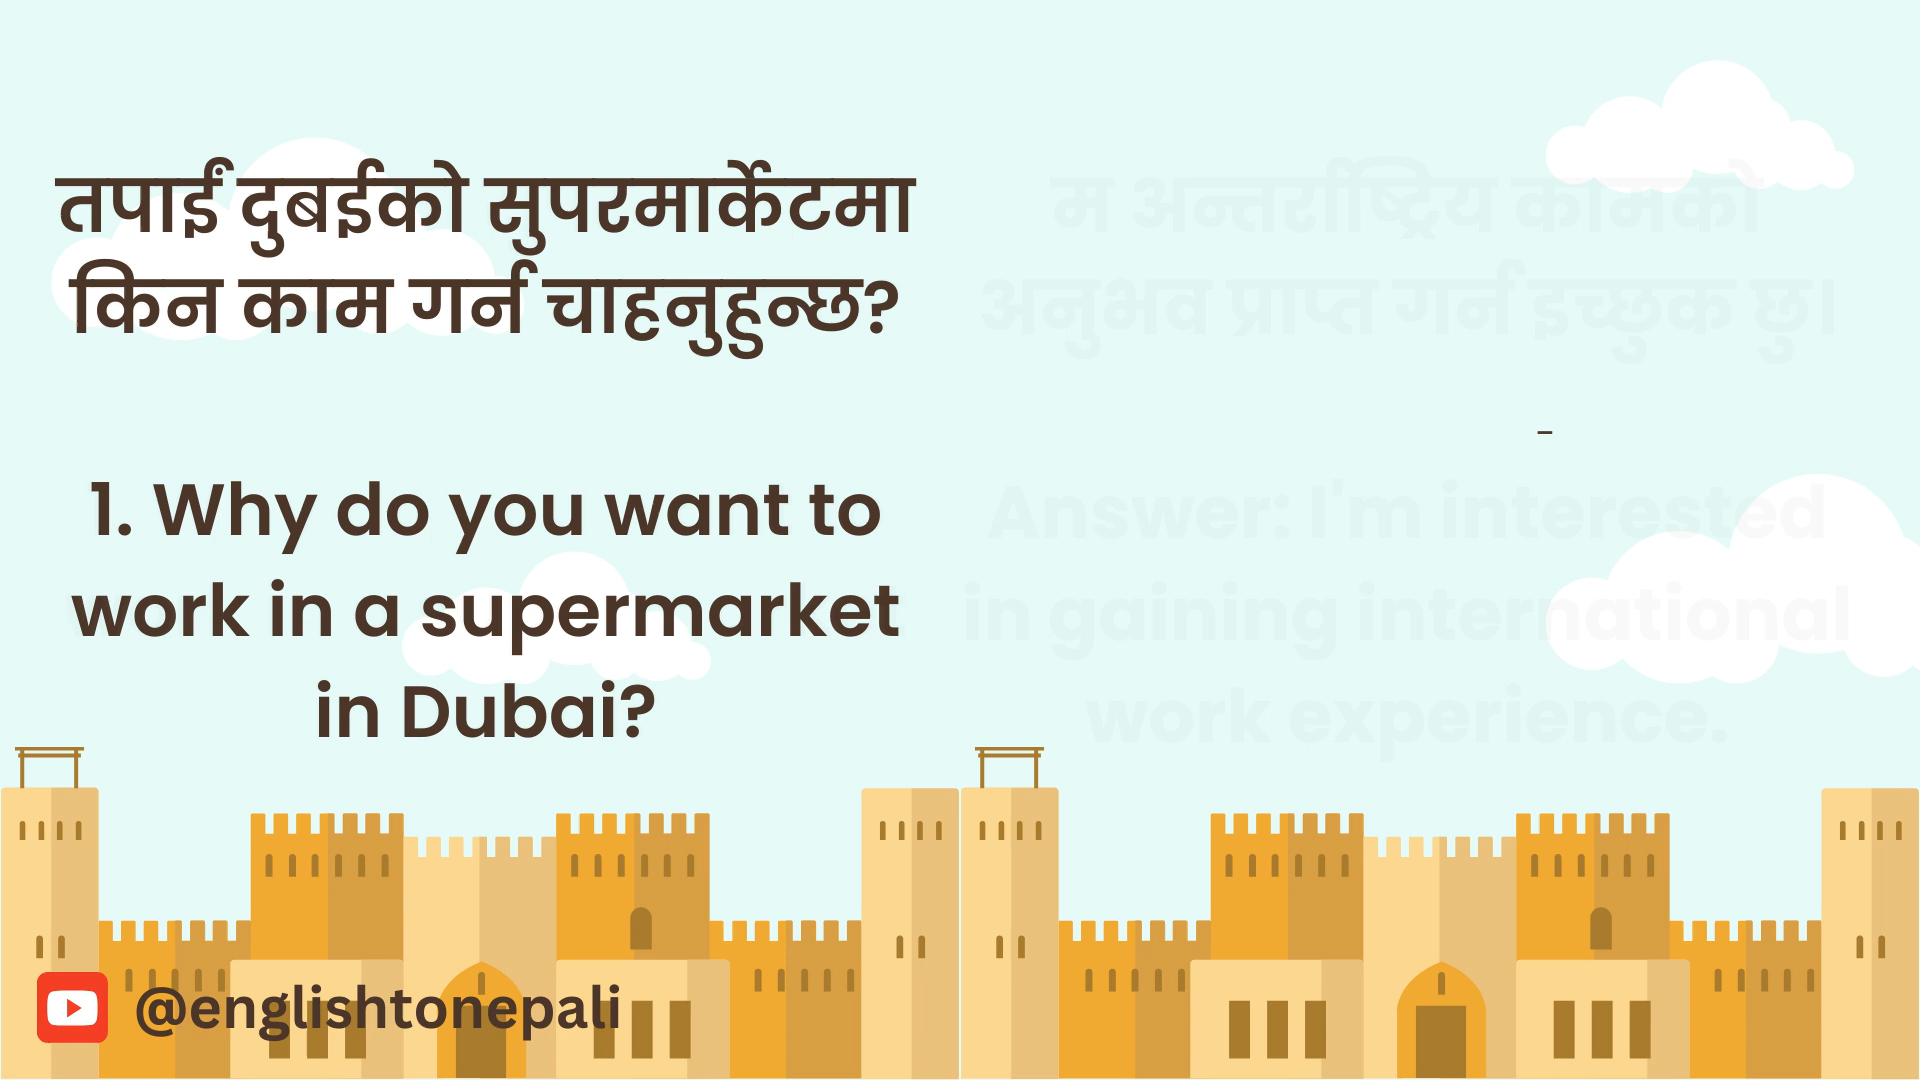 तपाईं दुबईको सुपरमार्केटमा
किन काम गर्न चाहनुहुन्छ?
1. Why do you want to
work in a supermarket
in Dubai?
म अन्तर्राष्ट्रिय कामको
अनुभव प्राप्त गर्न इच्छुक छु।
-
Answer: I'm interested
in gaining international
work experience.
@englishtonepali